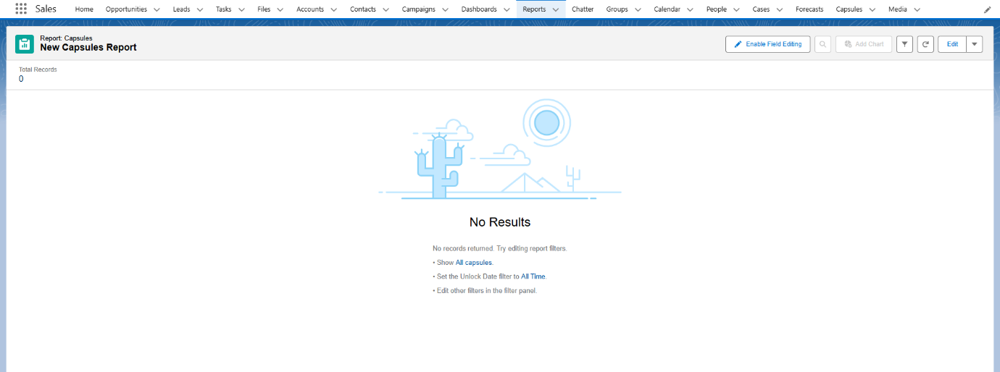 Sales Home Opportunities Leads Tasks Files Accounts Contacts Campaigns Dashboards Reports Chatter Groups Calendar People Cases Forecasts Capsules Media
Report: Capsules
New Capsules Report
Enable Field Editing Add Chart Edit
Total Records
0
No Results
No records returned. Try editing report filters.
• Show All capsules.
• Set the Unlock Date filter to All Time.
• Edit other filters in the filter panel.